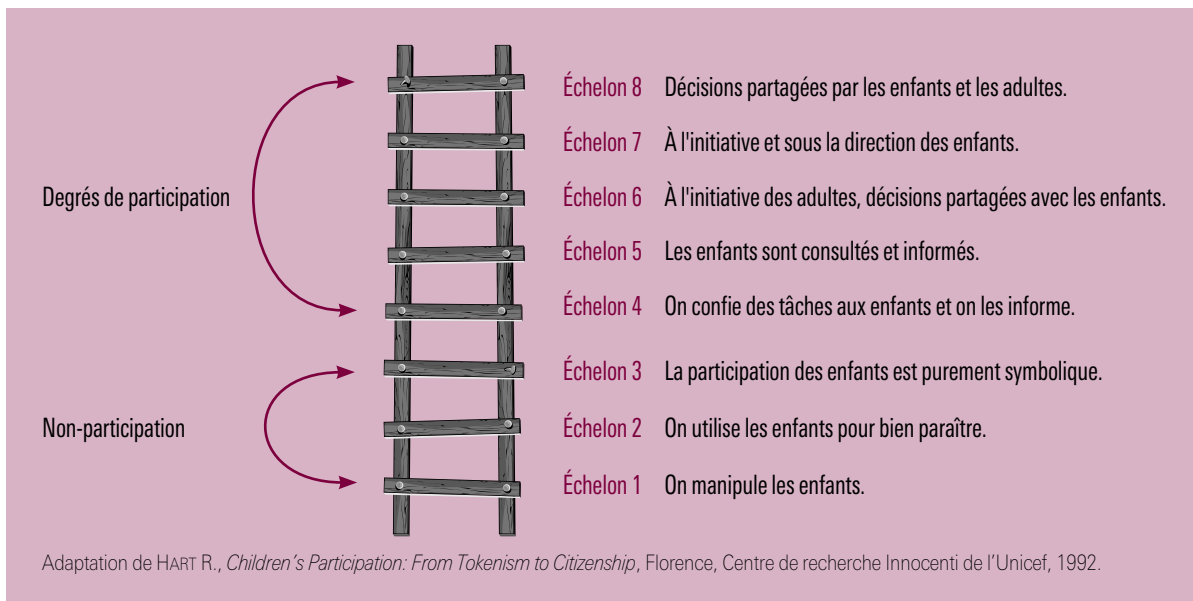 Échelon 8 Décisions partagées par les enfants et les adultes.
Échelon 7 À l'initiative et sous la direction des enfants.
Degrés de participation
Échelon 6 À l'initiative des adultes, décisions partagées avec les enfants.
Échelon 5 Les enfants sont consultés et informés.
Échelon 4 On confie des tâches aux enfants et on les informe.
Échelon 3 La participation des enfants est purement symbolique.
Non-participation
Échelon 2 On utilise les enfants pour bien paraître.
Échelon 1 On manipule les enfants.
Adaptation de HART R., Children's Participation: From Tokenism to Citizenship, Florence, Centre de recherche Innocenti de l’Unicef, 1992.